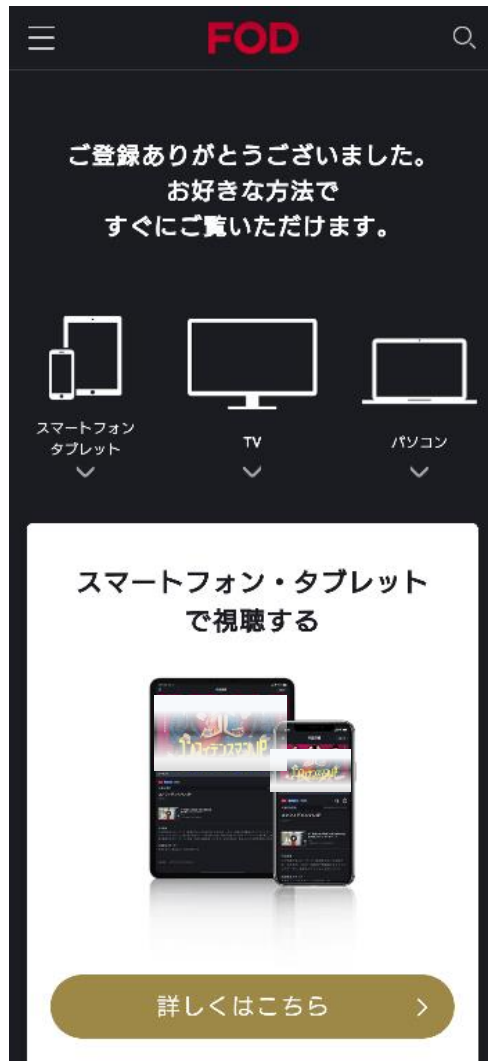 FOD
ご登録ありがとうございました。
お好きな方法で
すぐにご覧いただけます。
スマートフォン
タブレット
TV
パソコン
スマートフォン・タブレット
で視聴する
詳しくはこちら